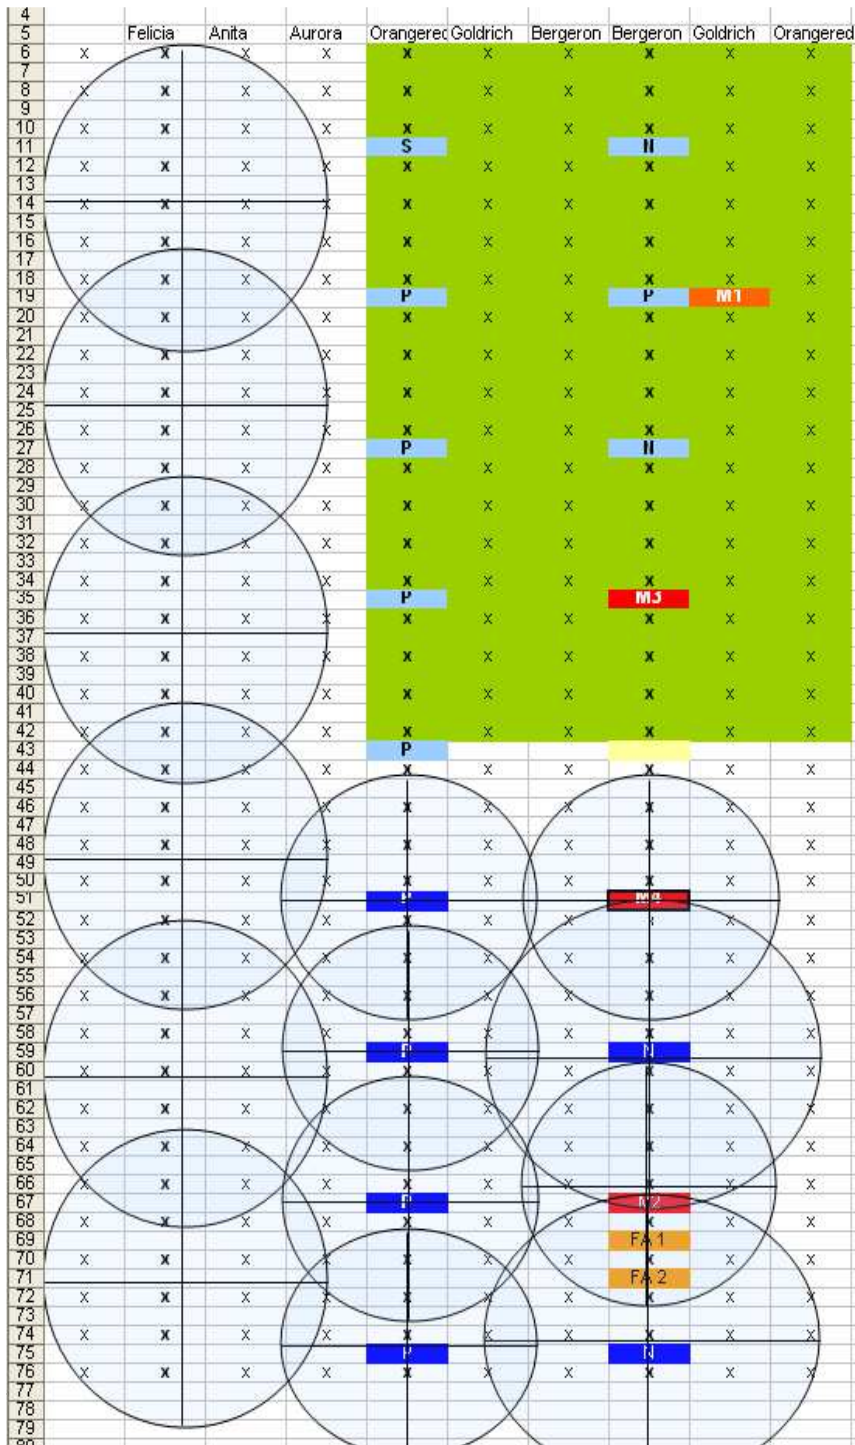 4
5 Felicia Anita Aurora Orangered Goldrich Bergeron Bergeron Goldrich Orangered
6 x x x x x x x x x x
7
8 x x x x x x x x x x
9
10 x x x x x x x x x x
11 S N
12 x x x x x x x x x x
13
14 x x x x x x x x x x
15
16 x x x x x x x x x x
17
18 x x x x x x x x x x
19 P P M1
20 x x x x x x x x x x
21
22 x x x x x x x x x x
23
24 x x x x x x x x x x
25
26 x x x x x x x x x x
27 P N
28 x x x x x x x x x x
29
30 x x x x x x x x x x
31
32 x x x x x x x x x x
33
34 x x x x x x x x x x
35 P M3
36 x x x x x x x x x x
37
38 x x x x x x x x x x
39
40 x x x x x x x x x x
41
42 x x x x x x x x x x
43 P
44 x x x x x x x x x x
45
46 x x x x x x x x x x
47
48 x x x x x x x x x x
49
50 x x x x x x x x x x
51 P M4
52 x x x x x x x x x x
53
54 x x x x x x x x x x
55
56 x x x x x x x x x x
57
58 x x x x x x x x x x
59 P N
60 x x x x x x x x x x
61
62 x x x x x x x x x x
63
64 x x x x x x x x x x
65
66 x x x x x x x x x x
67 P M2
68 x x x x x x x x x x
69 FA 1
70 x x x x x x x x x x
71 FA 2
72 x x x x x x x x x x
73
74 x x x x x x x x x x
75 P N
76 x x x x x x x x x x
77
78
79